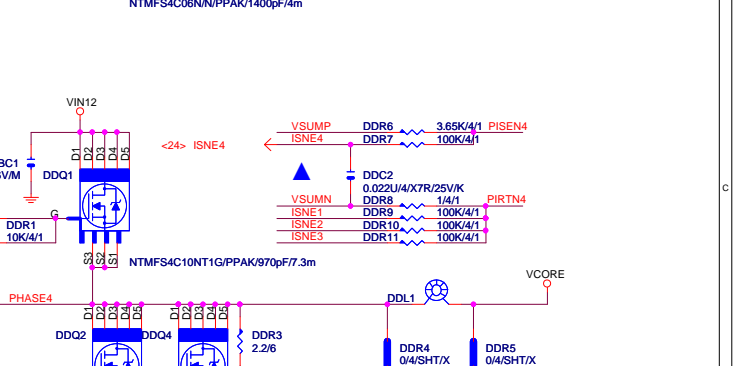 NTMFS4C06N/N/PPAK/1400pF/4m
VIN12
VSUMP DDR6 3.65K/4/1 PISEN4
<24> ISNE4
ISNE4 DDR7 100K/4/1
D1 D2 D3 D4 D5
BC1
V/M
DDQ1
DDC2
0.022U/4/X7R/25V/K
C
VSUMN DDR8 1/4/1 PIRTN4
ISNE1 DDR9 100K/4/1
ISNE2 DDR10 100K/4/1
ISNE3 DDR11 100K/4/1
G
DDR1
10K/4/1
S3 S2 S1
NTMFS4C10NT1G/PPAK/970pF/7.3m
VCORE
PHASE4
DDL1
D1 D2 D3 D4 D5
D1 D2 D3 D4 D5
DDQ2 DDQ4 DDR3
2.2/6
DDR4 DDR5
0/4/SHT/X 0/4/SHT/X